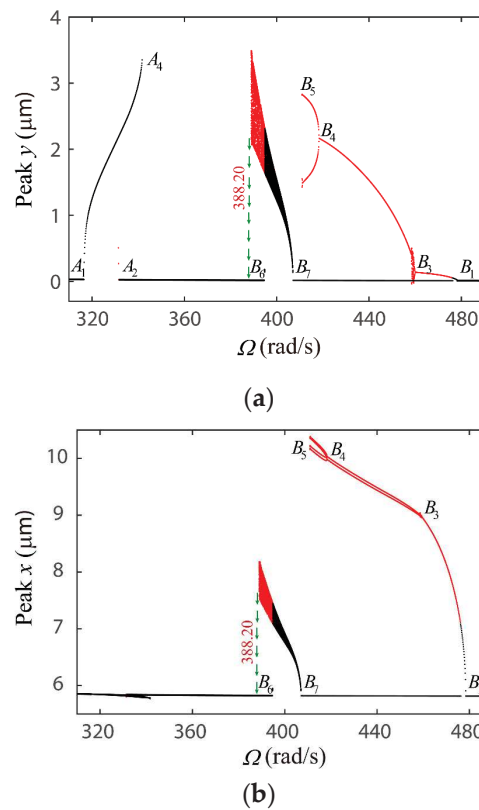 4
3
2
1
0
Peak y (μm)
A₄
A₁
A₂
388.20
B₅
B₄
B₆
B₇
B₃
B₁
320 360 400 440 480
Ω (rad/s)
(a)
10
9
8
7
6
Peak x (μm)
B₅
B₄
B₃
388.20
B₆
B₇
B
320 360 400 440 480
Ω (rad/s)
(b)